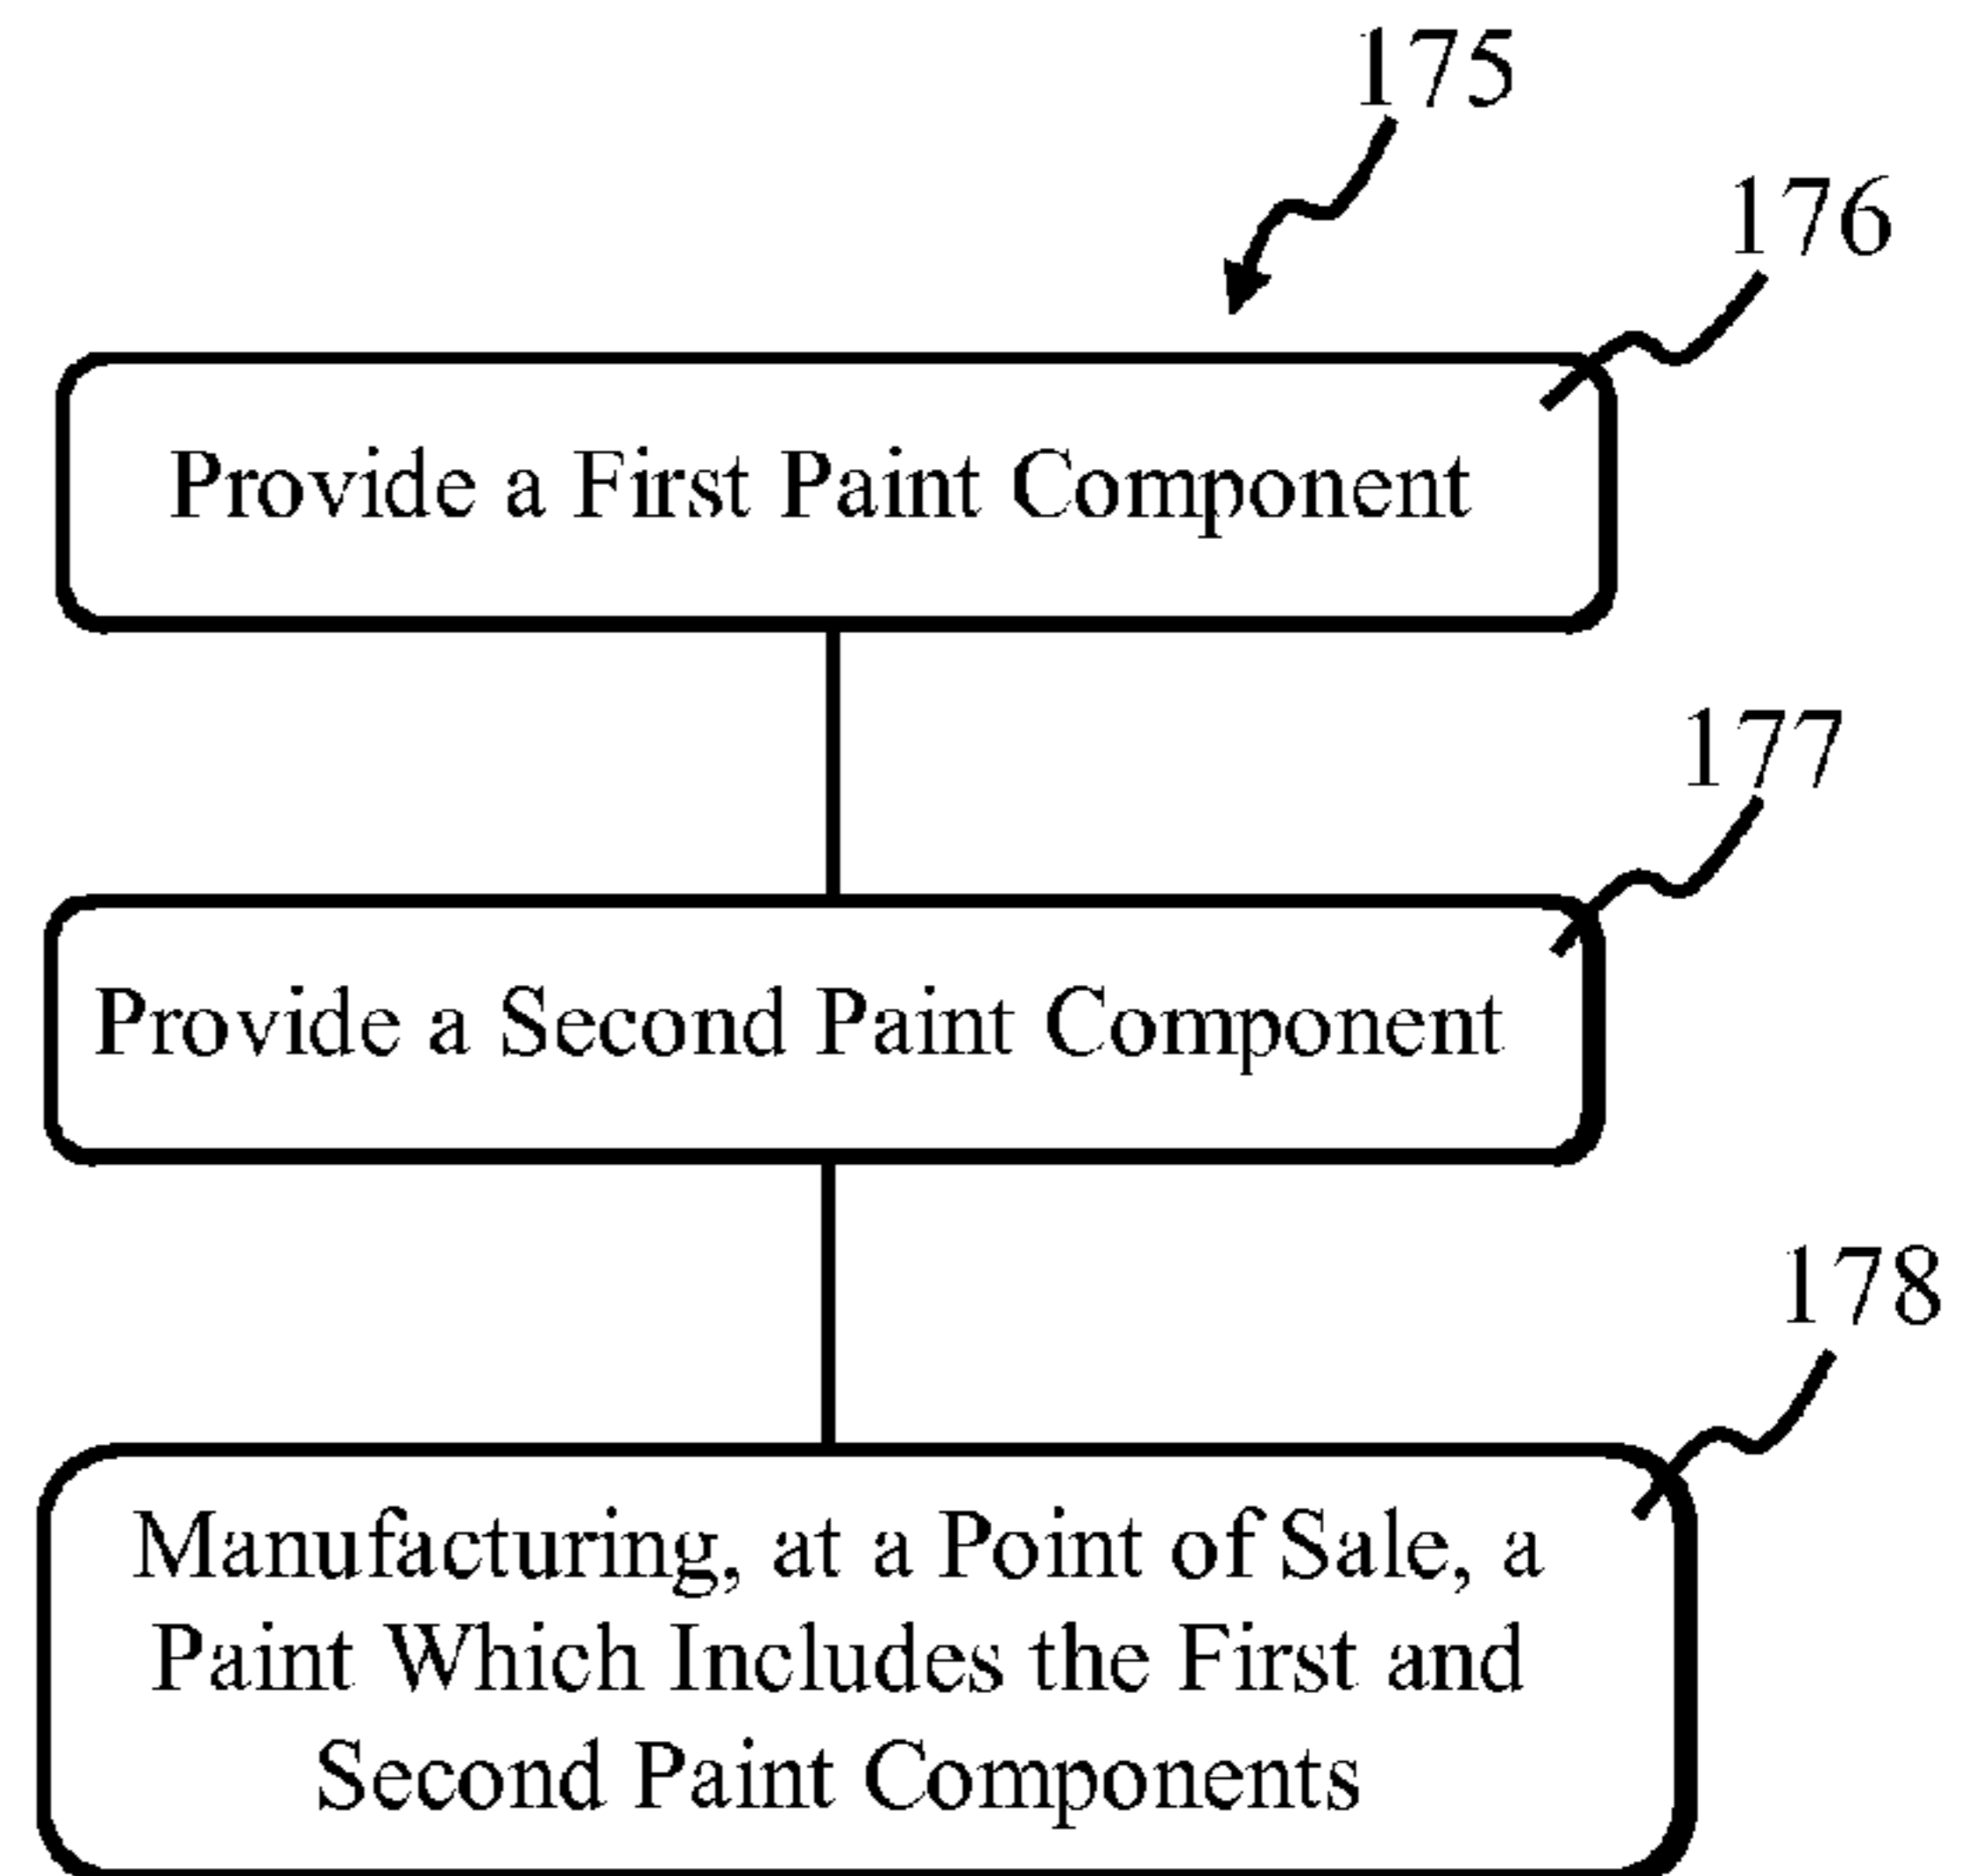 175
176
Provide a First Paint Component
177
Provide a Second Paint Component
178
Manufacturing, at a Point of Sale, a
Paint Which Includes the First and
Second Paint Components